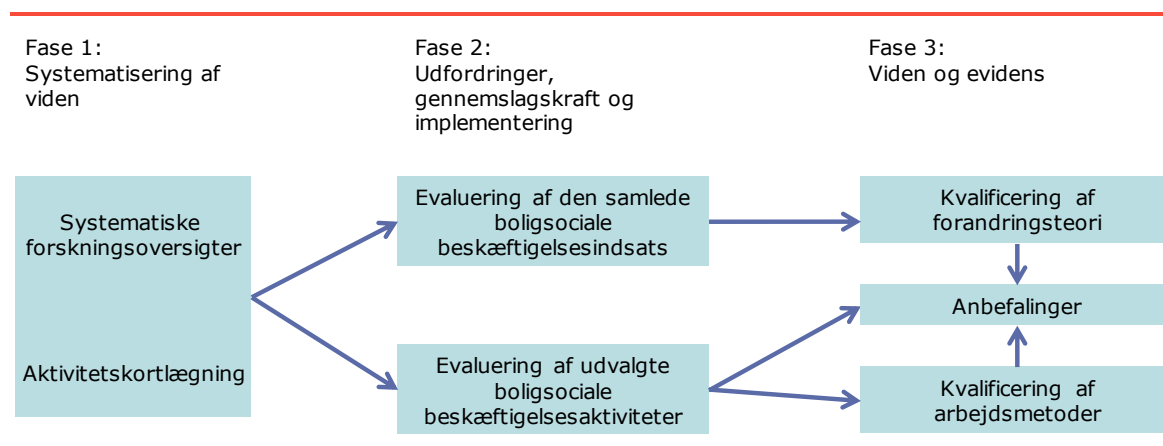 Fase 1:
Systematisering af
viden
Fase 2:
Udfordringer,
gennemslagskraft og
implementering
Fase 3:
Viden og evidens
Systematiske
forskningsoversigter
Aktivitetskortlægning
Evaluering af den samlede
boligsociale
beskæftigelsesindsats
Evaluering af udvalgte
boligsociale
beskæftigelsesaktiviteter
Kvalificering af
forandringsteori
Anbefalinger
Kvalificering af
arbejdsmetoder